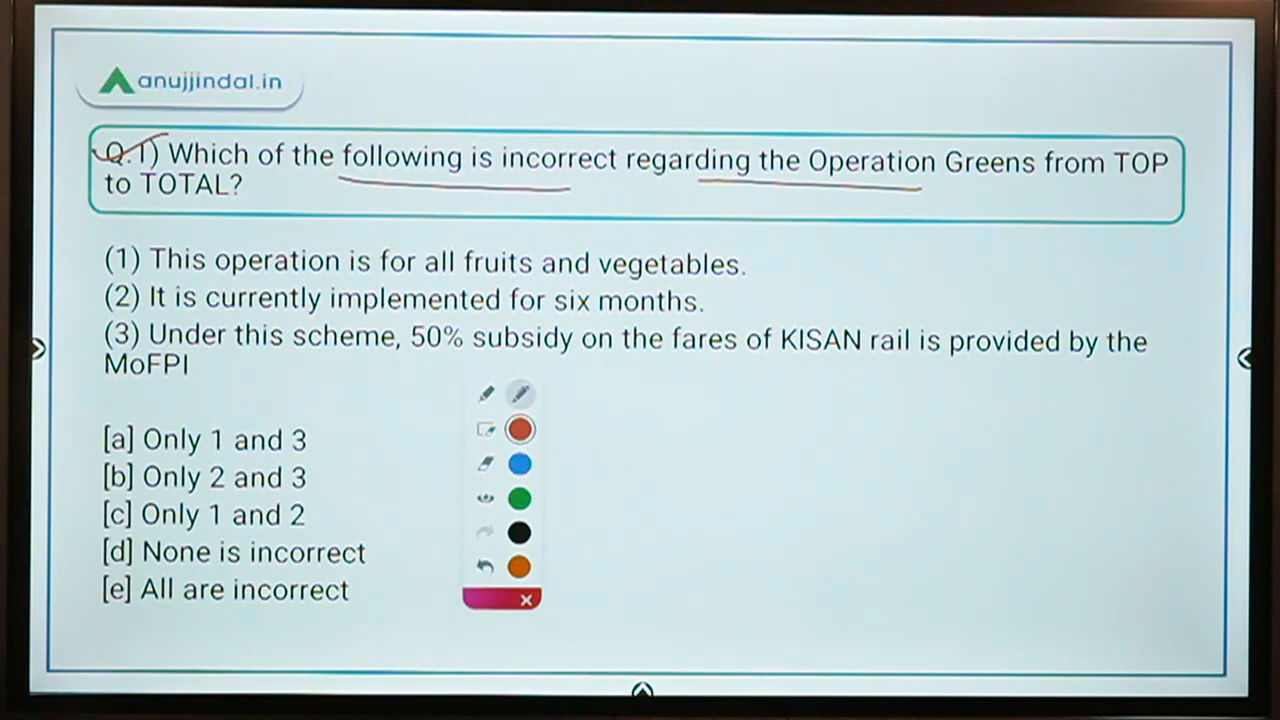 anujjindal.in
Q.1) Which of the following is incorrect regarding the Operation Greens from TOP
to TOTAL?
(1) This operation is for all fruits and vegetables.
(2) It is currently implemented for six months.
(3) Under this scheme, 50% subsidy on the fares of KISAN rail is provided by the
MoFPI
[a] Only 1 and 3
[b] Only 2 and 3
[c] Only 1 and 2
[d] None is incorrect
[e] All are incorrect